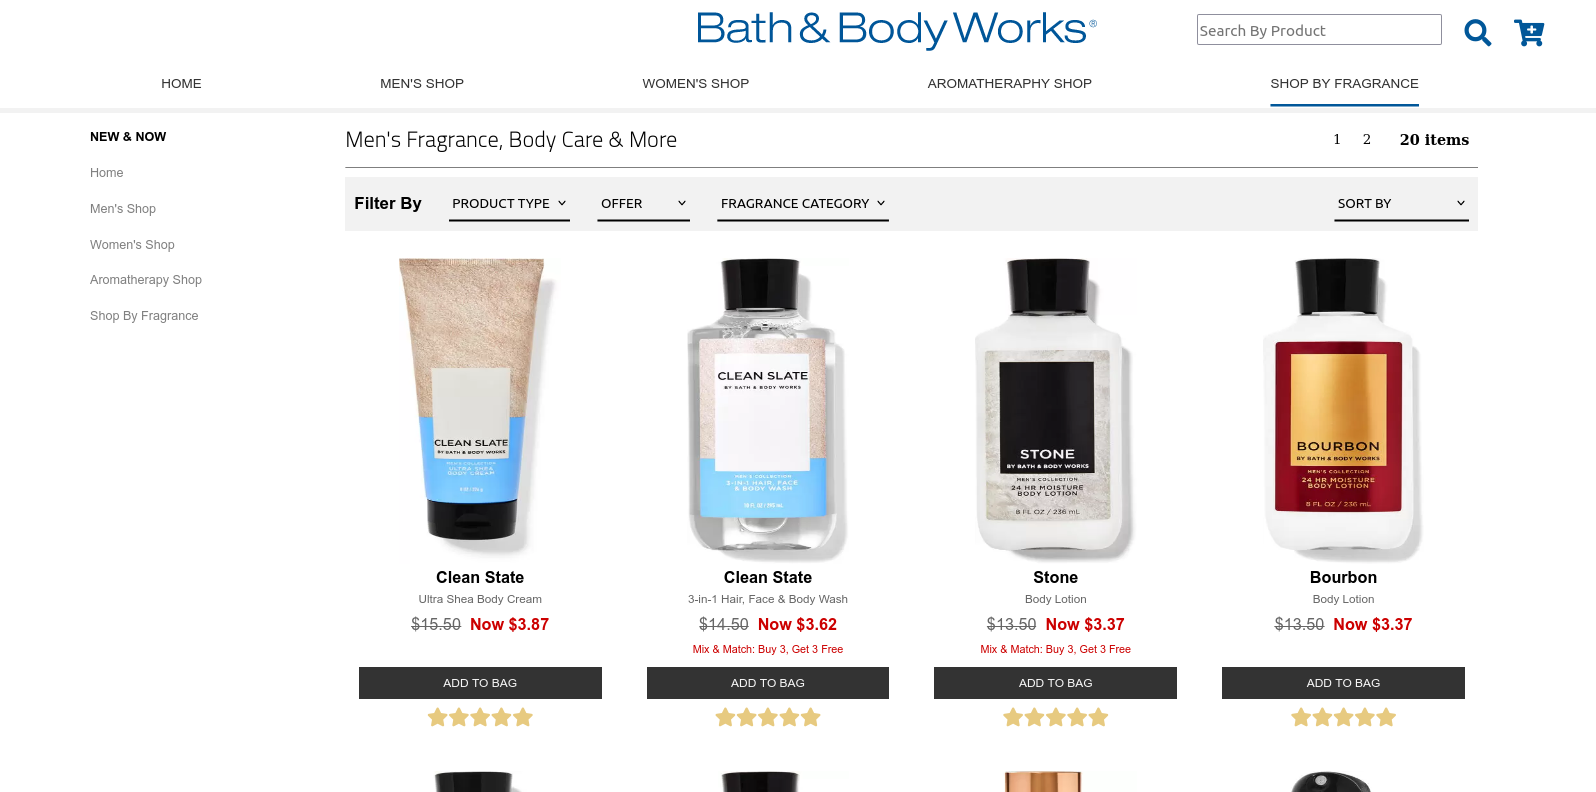 Bath & Body Works®
Search By Product
HOME
MEN'S SHOP
WOMEN'S SHOP
AROMATHERAPHY SHOP
SHOP BY FRAGRANCE
NEW & NOW
Home
Men's Shop
Women's Shop
Aromatherapy Shop
Shop By Fragrance
Men's Fragrance, Body Care & More
1 2 20 items
Filter By PRODUCT TYPE OFFER FRAGRANCE CATEGORY SORT BY
CLEAN SLATE
BY BATH & BODY WORKS
MEN'S COLLECTION
ULTRA SHEA
BODY CREAM
CLEAN SLATE
BY BATH & BODY WORKS
MEN'S COLLECTION
3-IN-1 HAIR, FACE
& BODY WASH
STONE
BY BATH & BODY WORKS
MEN'S COLLECTION
24 HR MOISTURE
BODY LOTION
8 FL OZ / 236 mL
BOURBON
BY BATH & BODY WORKS
MEN'S COLLECTION
24 HR MOISTURE
BODY LOTION
8 FL OZ / 236 mL
Clean State
Ultra Shea Body Cream
$15.50 Now $3.87
ADD TO BAG
Clean State
3-in-1 Hair, Face & Body Wash
$14.50 Now $3.62
Mix & Match: Buy 3, Get 3 Free
ADD TO BAG
Stone
Body Lotion
$13.50 Now $3.37
Mix & Match: Buy 3, Get 3 Free
ADD TO BAG
Bourbon
Body Lotion
$13.50 Now $3.37
ADD TO BAG